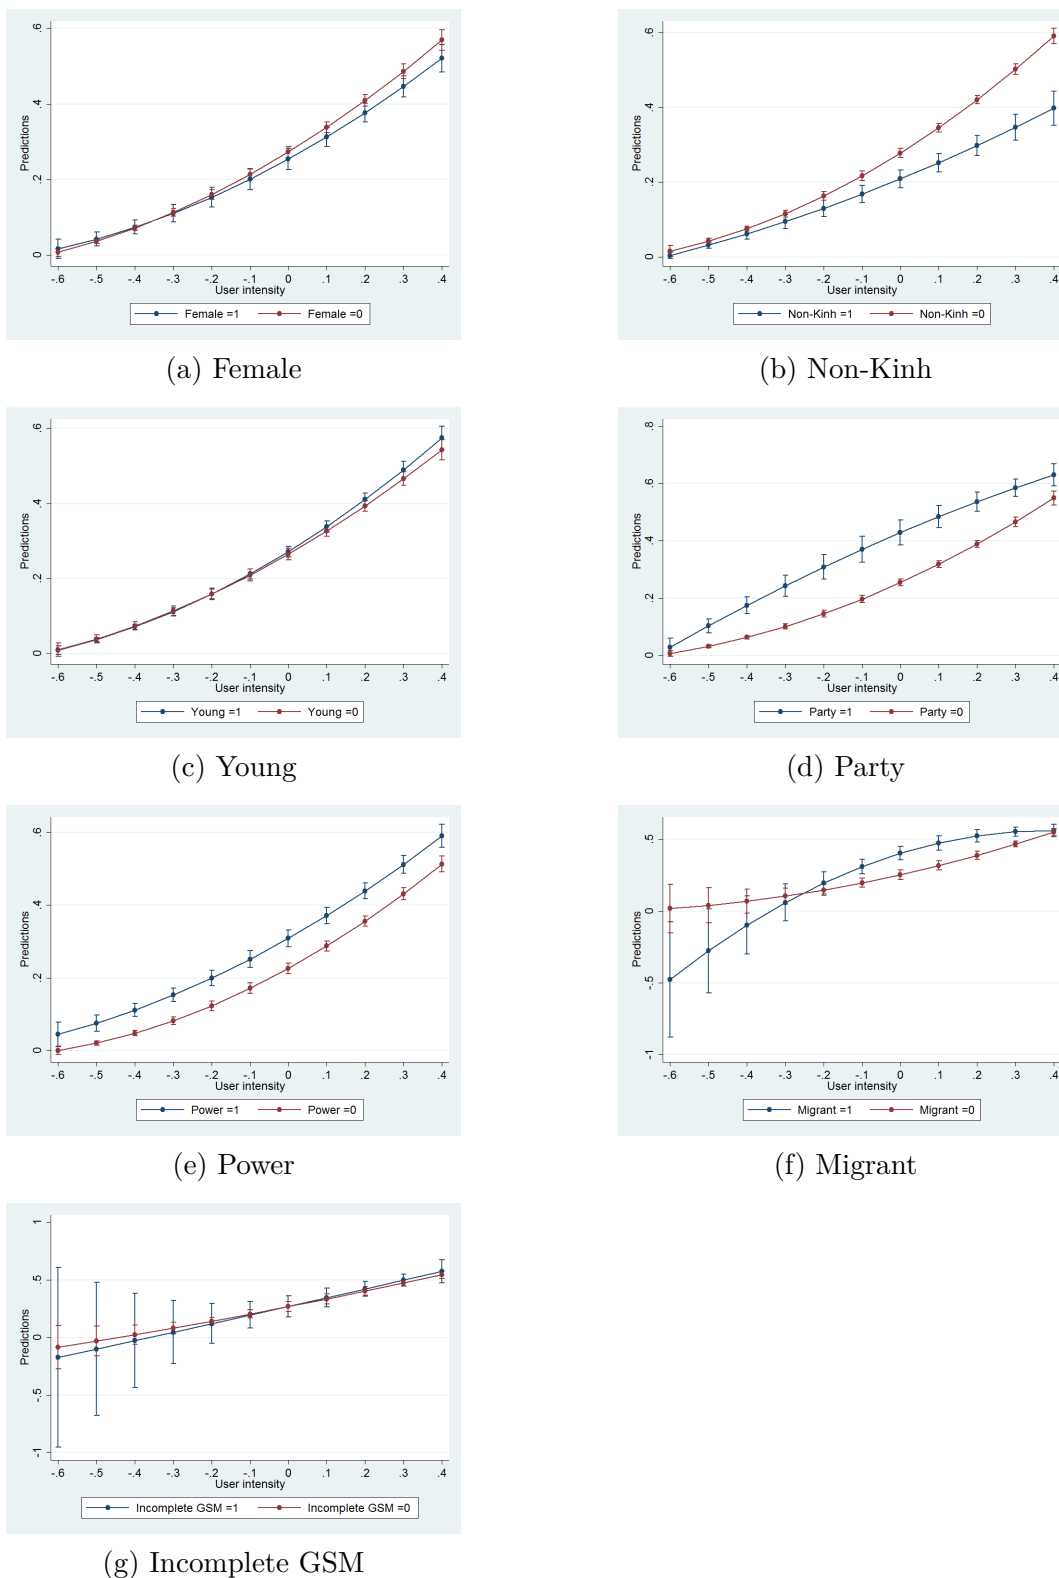 .6
.4
.2
0
Predictions
-.6 -.5 -.4 -.3 -.2 -.1 0 .1 .2 .3 .4
User intensity
Female =1 Female =0
(a) Female
.6
.4
.2
0
Predictions
-.6 -.5 -.4 -.3 -.2 -.1 0 .1 .2 .3 .4
User intensity
Non-Kinh =1 Non-Kinh =0
(b) Non-Kinh
.6
.4
.2
0
Predictions
-.6 -.5 -.4 -.3 -.2 -.1 0 .1 .2 .3 .4
User intensity
Young =1 Young =0
(c) Young
.8
.6
.4
.2
0
Predictions
-.6 -.5 -.4 -.3 -.2 -.1 0 .1 .2 .3 .4
User intensity
Party =1 Party =0
(d) Party
.6
.4
.2
0
Predictions
-.6 -.5 -.4 -.3 -.2 -.1 0 .1 .2 .3 .4
User intensity
Power =1 Power =0
(e) Power
.5
0
-.5
-1
Predictions
-.6 -.5 -.4 -.3 -.2 -.1 0 .1 .2 .3 .4
User intensity
Migrant =1 Migrant =0
(f) Migrant
1
.5
0
-.5
-1
Predictions
-.6 -.5 -.4 -.3 -.2 -.1 0 .1 .2 .3 .4
User intensity
Incomplete GSM =1 Incomplete GSM =0
(g) Incomplete GSM